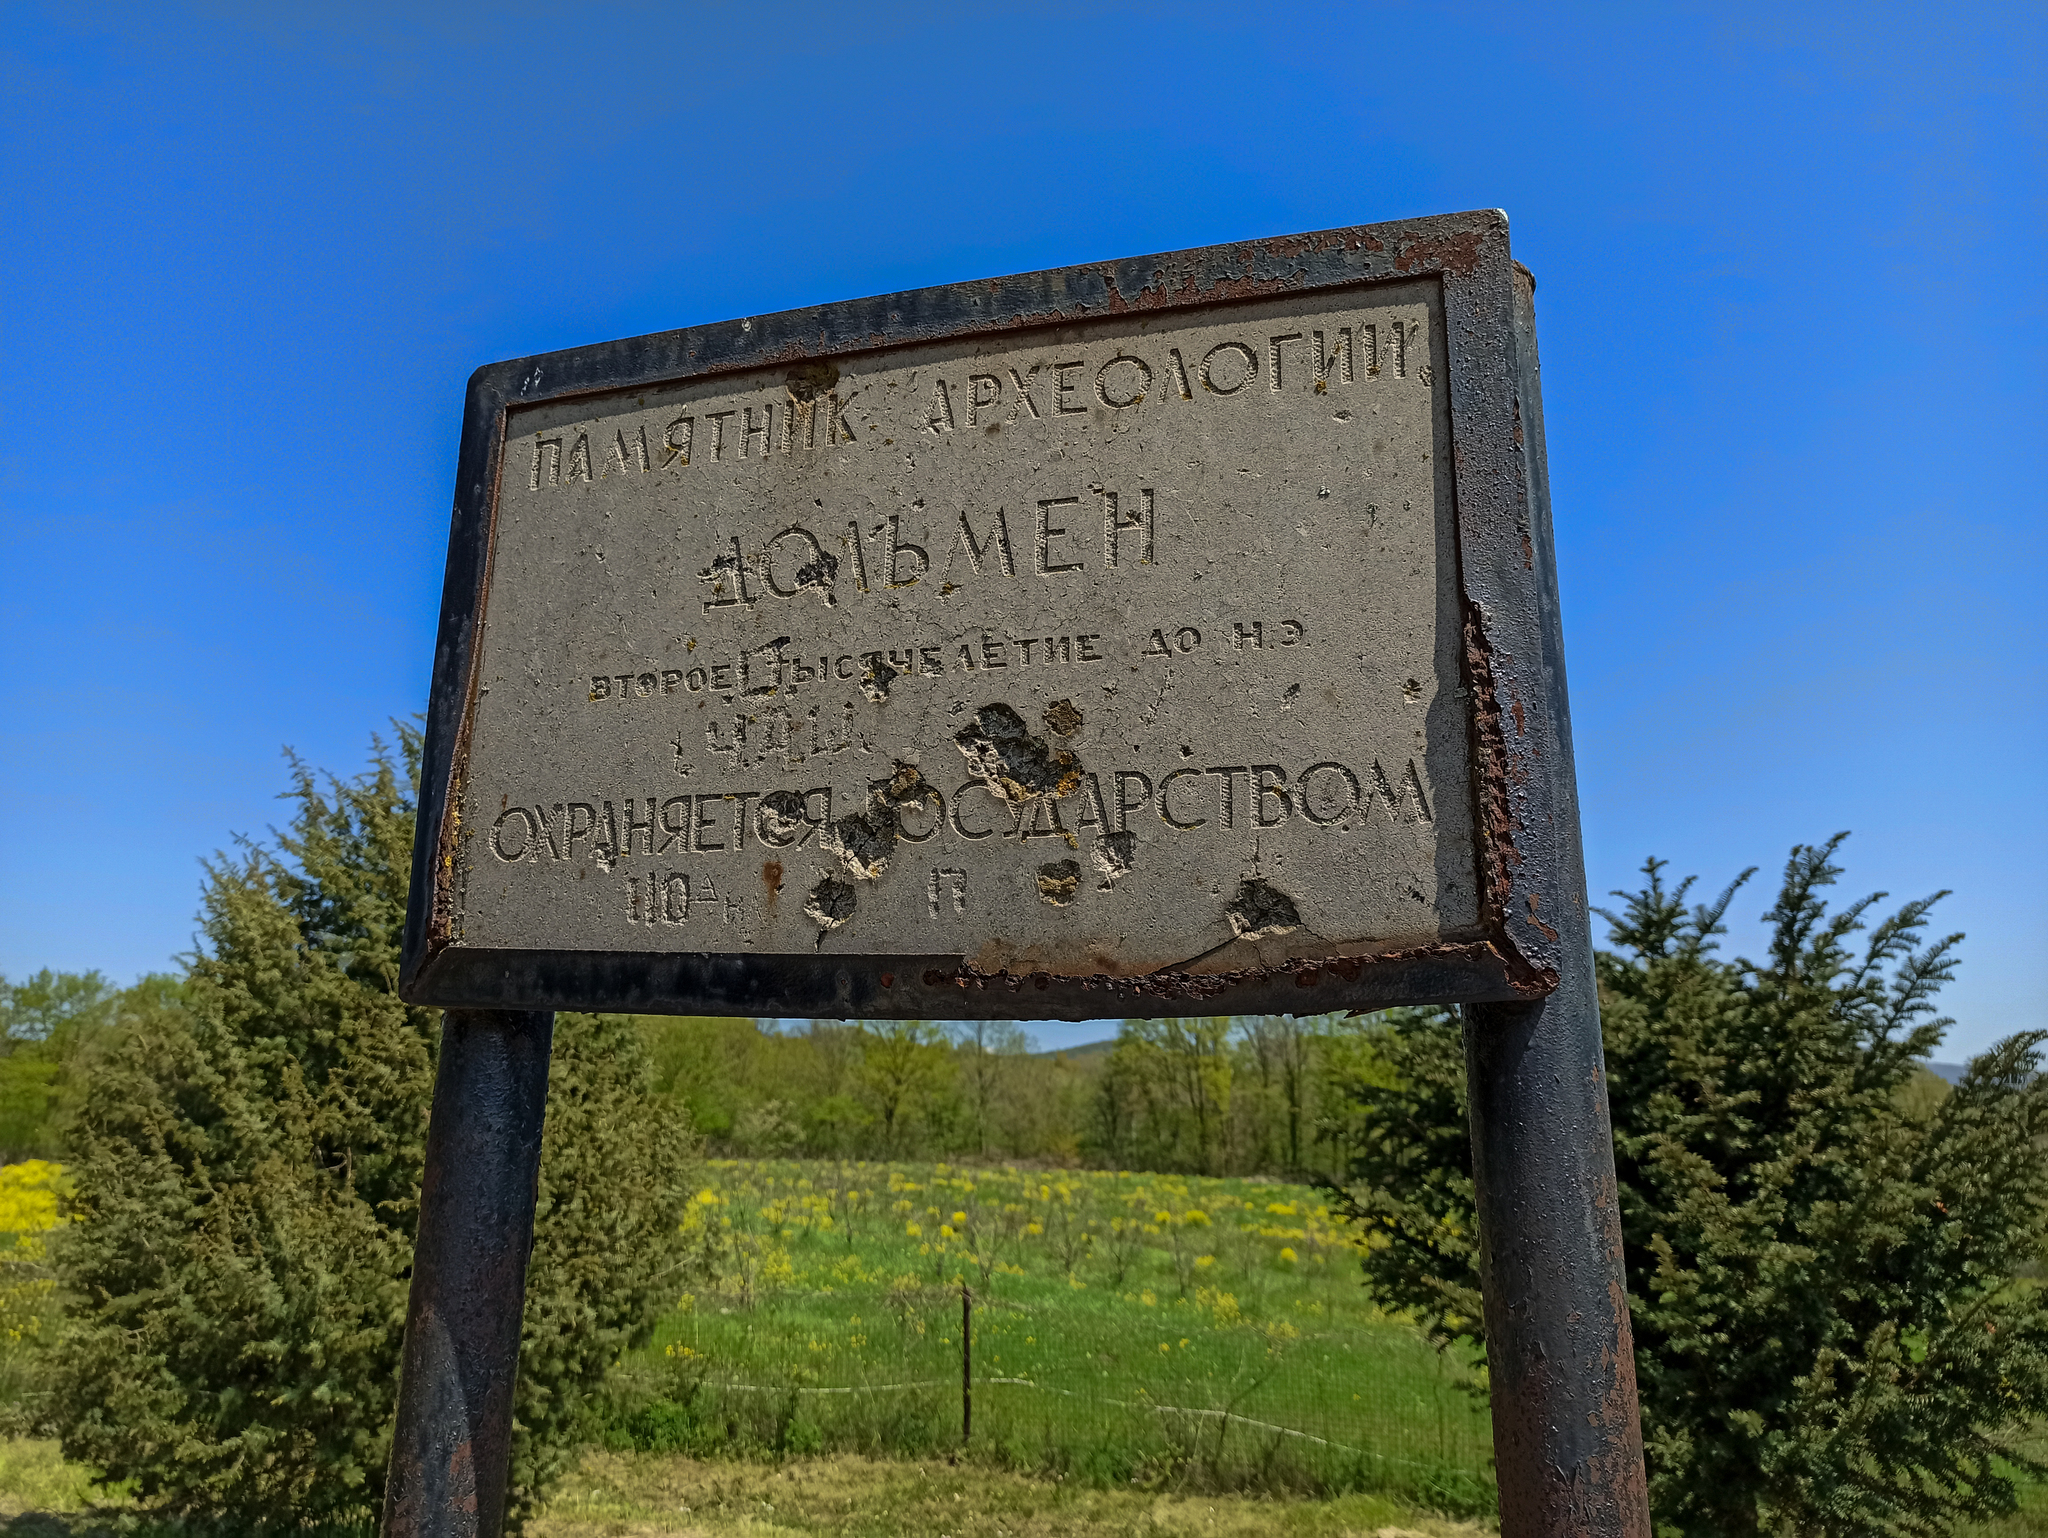 ПАМЯТНИК АРХЕОЛОГИИ
ДОЛЬМЕН
ВТОРОЕ ТЫСЯЧЕЛЕТИЕ ДО Н.Э.
ОХРАНЯЕТСЯ ГОСУДАРСТВОМ